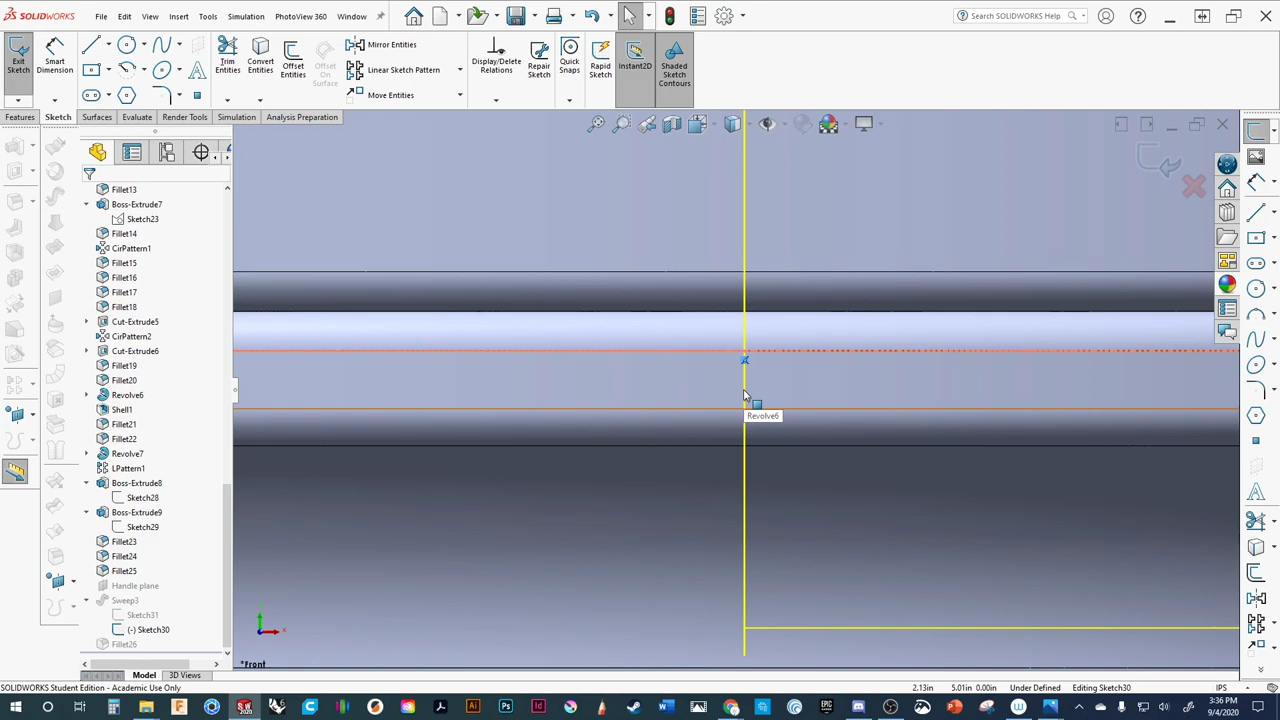 SOLIDWORKS
File
Edit
View
Insert
Tools
Simulation
PhotoView 360
Window
Search SOLIDWORKS Help
Exit
Sketch
Smart
Dimension
Trim
Entities
Convert
Entities
Offset
Entities
Offset
On
Surface
Mirror Entities
Linear Sketch Pattern
Move Entities
Display/Delete
Relations
Repair
Sketch
Quick
Snaps
Rapid
Sketch
Instant2D
Shaded
Sketch
Contours
Features
Sketch
Surfaces
Evaluate
Render Tools
Simulation
Analysis Preparation
Fillet13
Boss-Extrude7
Sketch23
Fillet14
CirPattern1
Fillet15
Fillet16
Fillet17
Fillet18
Cut-Extrude5
CirPattern2
Cut-Extrude6
Fillet19
Fillet20
Revolve6
Shell1
Fillet21
Fillet22
Revolve7
LPattern1
Boss-Extrude8
Sketch28
Boss-Extrude9
Sketch29
Fillet23
Fillet24
Fillet25
Handle plane
Sweep3
Sketch31
(-) Sketch30
Fillet26
Revolve6
x
*Front
Model
3D Views
SOLIDWORKS Student Edition - Academic Use Only
2.13in
5.01in
0.00in
Under Defined
Editing Sketch30
IPS
3:36 PM
9/4/2020